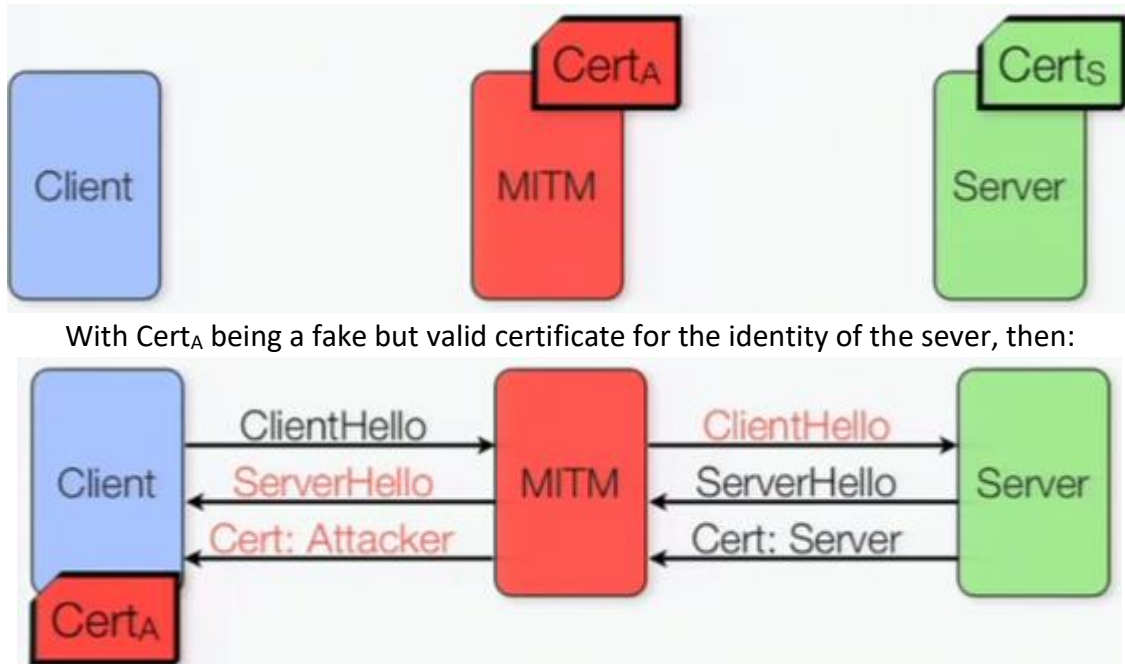 CertA CertS
Client MITM Server
With CertA being a fake but valid certificate for the identity of the sever, then:
ClientHello ClientHello
Client ServerHello MITM ServerHello Server
Cert: Attacker Cert: Server
CertA